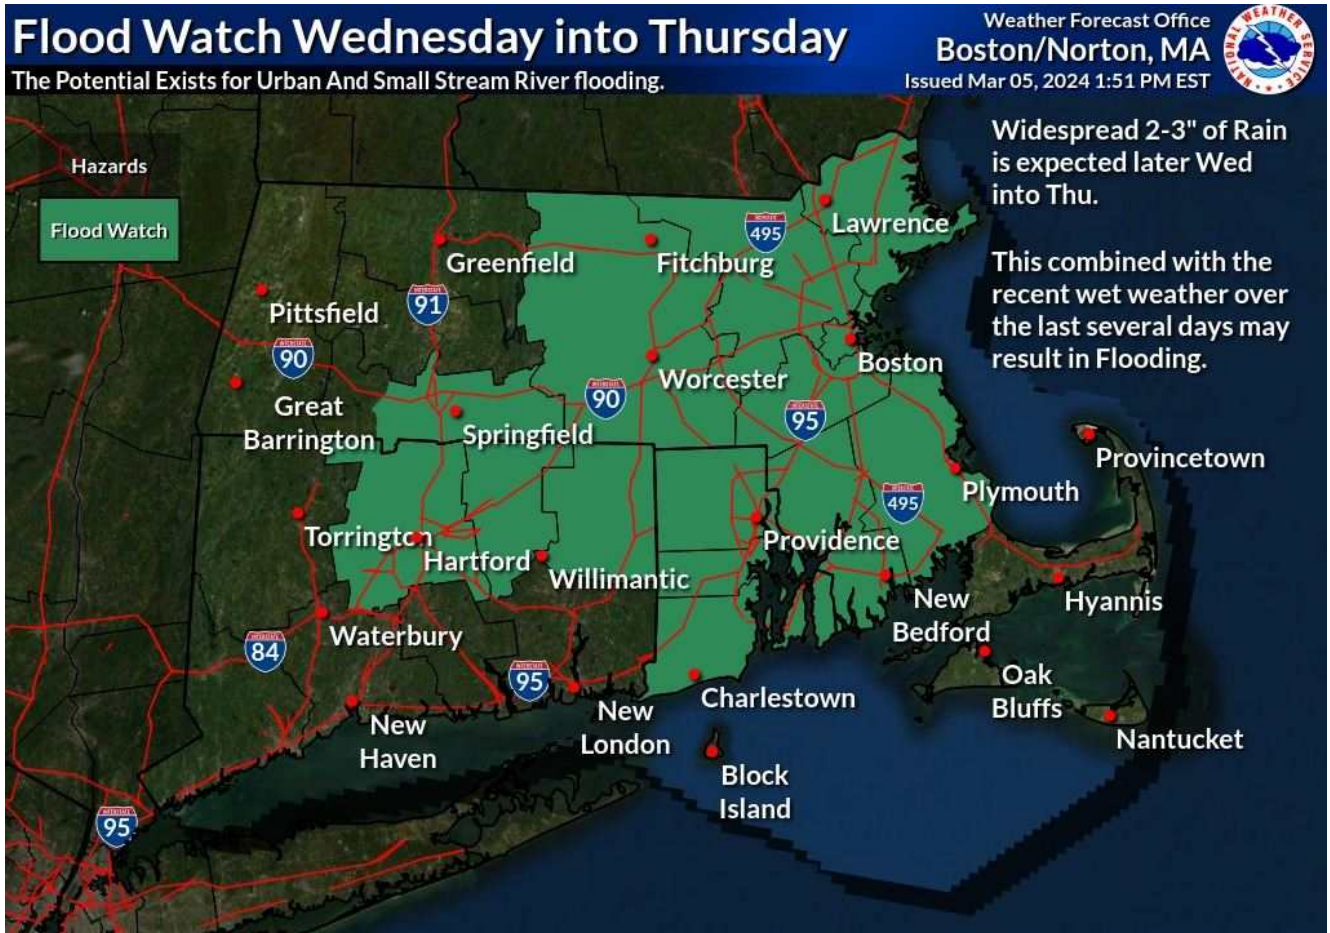 Flood Watch Wednesday into Thursday
The Potential Exists for Urban And Small Stream River flooding.
Weather Forecast Office
Boston/Norton, MA
Issued Mar 05, 2024 1:51 PM EST
NATIONAL WEATHER SERVICE
Widespread 2-3" of Rain
is expected later Wed
into Thu.
This combined with the
recent wet weather over
the last several days may
result in Flooding.
Hazards
Flood Watch
Lawrence
495
Greenfield
Fitchburg
Pittsfield
91
90
Boston
Worcester
Great
Barrington
90
95
Springfield
Provincetown
Plymouth
495
Torrington
Hartford
Providence
Willimantic
New
Bedford
Hyannis
Waterbury
84
95
Oak
Bluffs
Charlestown
New
London
New
Haven
Nantucket
Block
Island
95